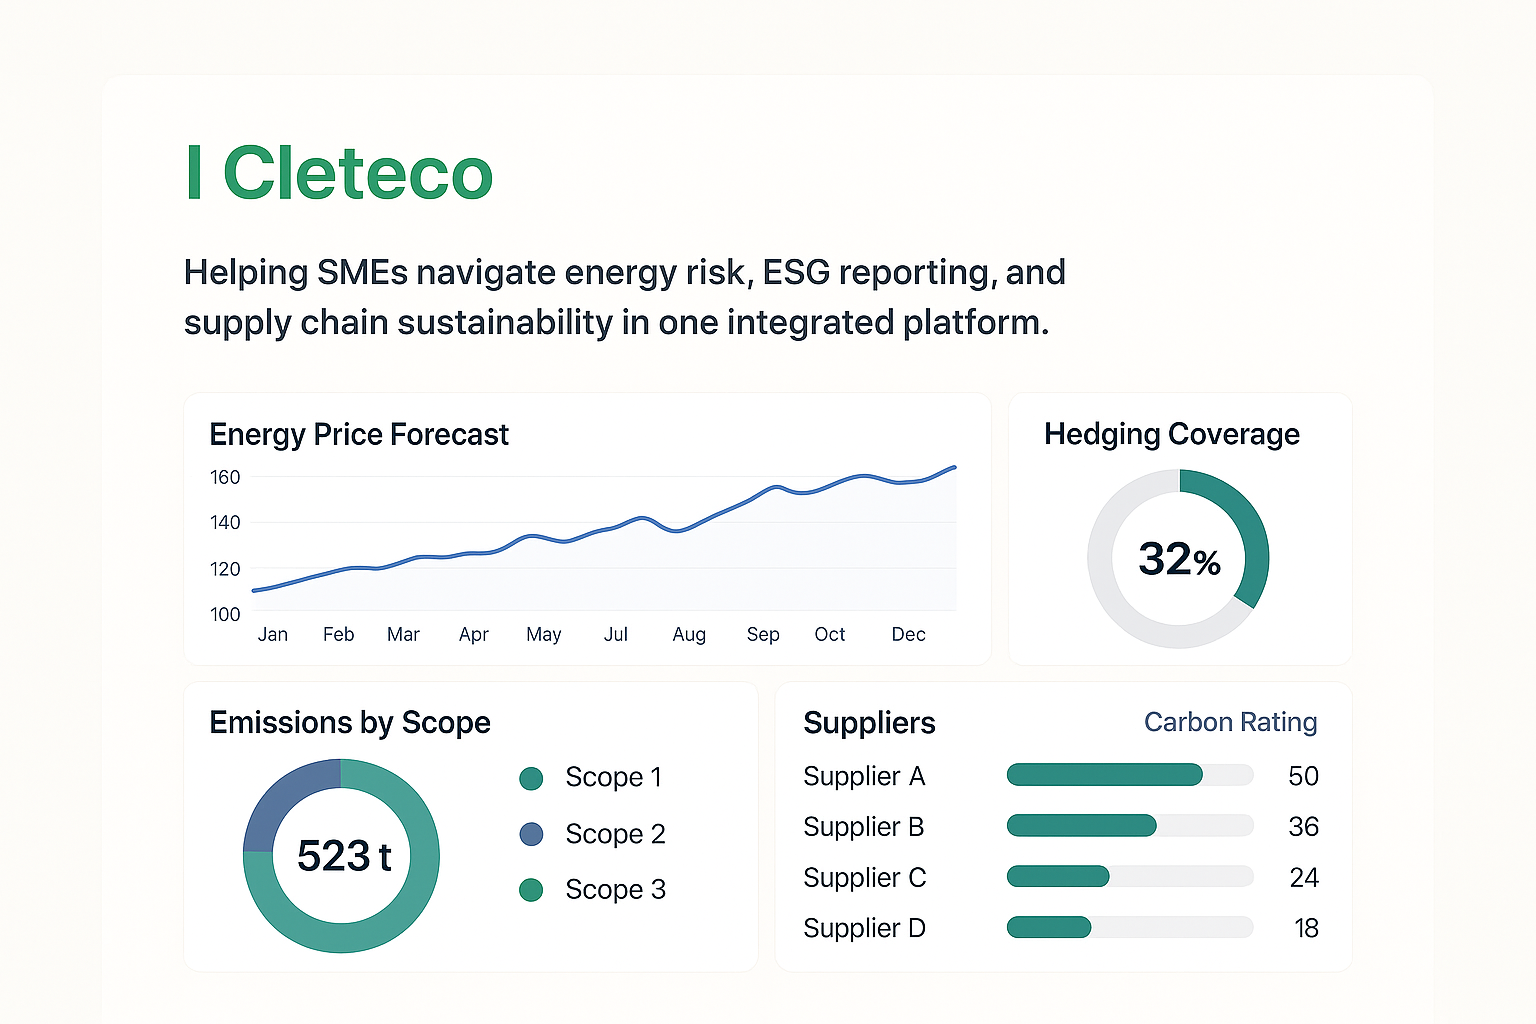 I Cleteco
Helping SMEs navigate energy risk, ESG reporting, and
supply chain sustainability in one integrated platform.
Energy Price Forecast
160
140
120
100
Jan Feb Mar Apr May Jul Aug Sep Oct Dec
Hedging Coverage
32%
Emissions by Scope
523 t
Scope 1
Scope 2
Scope 3
Suppliers Carbon Rating
Supplier A 50
Supplier B 36
Supplier C 24
Supplier D 18